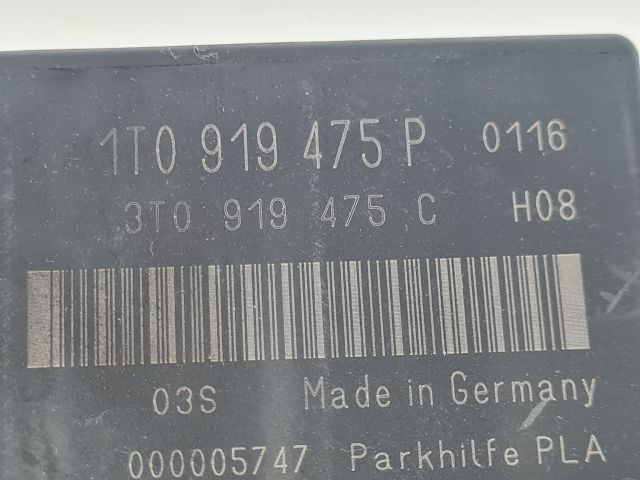 1T0 919 475 P 0116
3T0 919 475 C H08
03S Made in Germany
000005747 Parkhilfe PLA